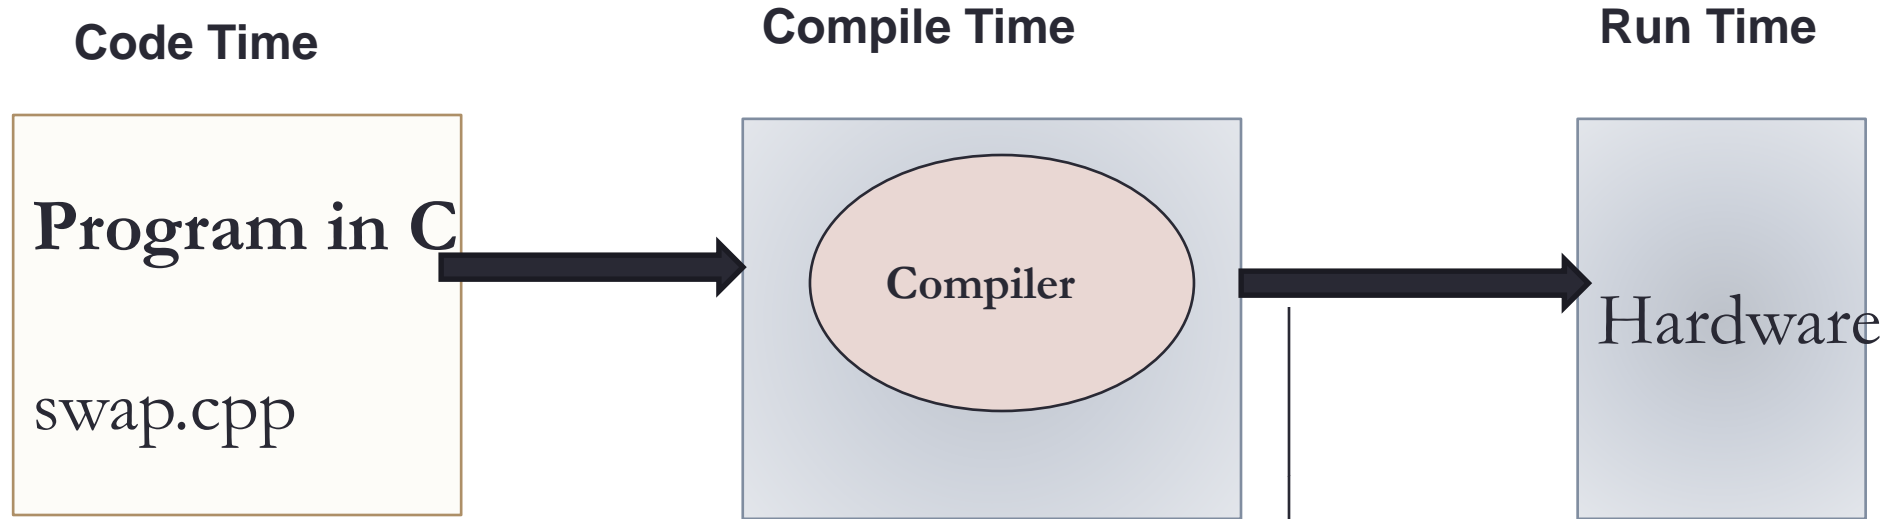 Code Time
Compile Time
Run Time
Program in C
swap.cpp
Compiler
Hardware